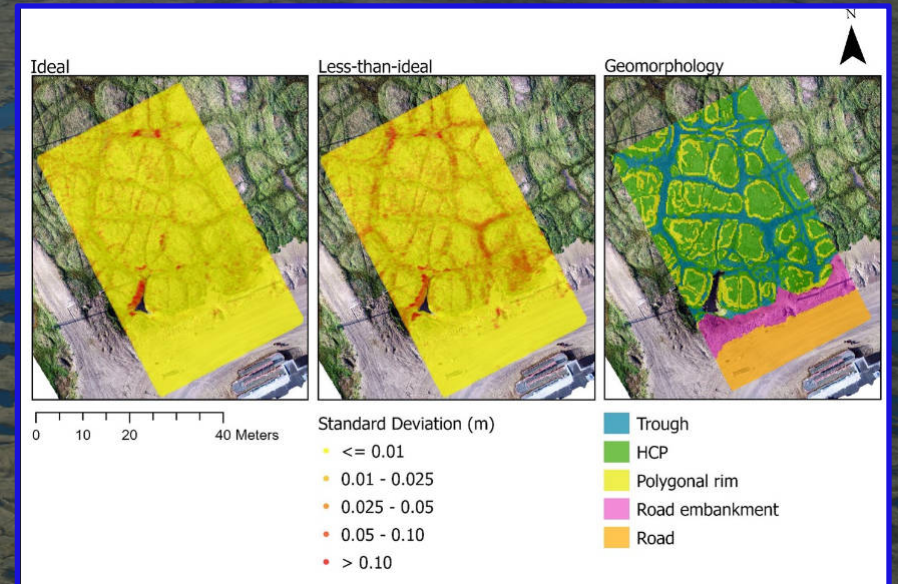 N
Ideal
Less-than-ideal
Geomorphology
0 10 20 40 Meters
Standard Deviation (m)
<= 0.01
0.01 - 0.025
0.025 - 0.05
0.05 - 0.10
> 0.10
Trough
HCP
Polygonal rim
Road embankment
Road